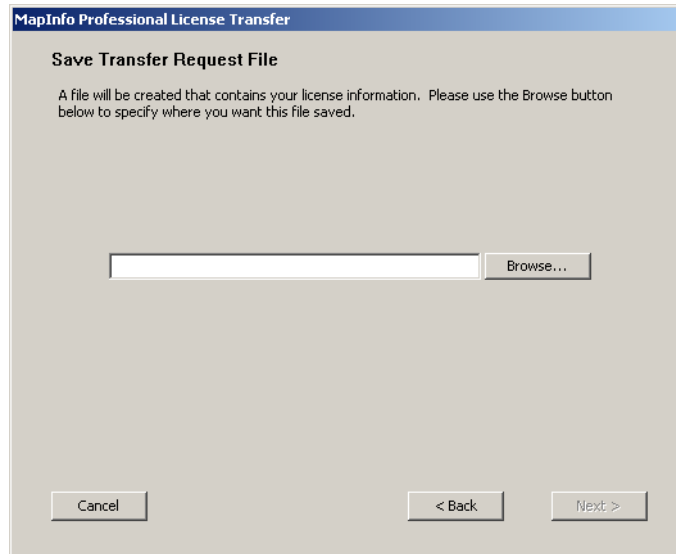 MapInfo Professional License Transfer
Save Transfer Request File
A file will be created that contains your license information.  Please use the Browse button
below to specify where you want this file saved.
Browse...
Cancel
< Back
Next >